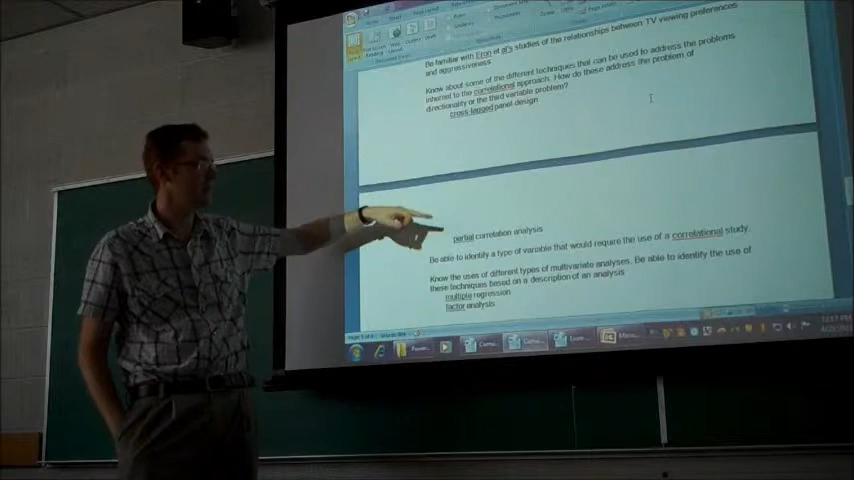 Be familiar with Eron et al's studies of the relationships between TV viewing preferences
and aggressiveness
Know about some of the different techniques that can be used to address the problems
inherent to the correlational approach. How do these address the problem of
directionality or the third variable problem?
cross-lagged panel design
partial correlation analysis
Be able to identify a type of variable that would require the use of a correlational study.
Know the uses of different types of multivariate analyses. Be able to identify the use of
these techniques based on a description of an analysis
multiple regression
factor analysis